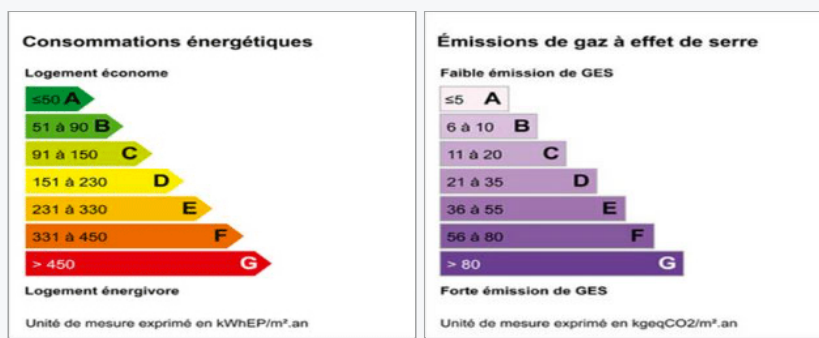 Consommations énergétiques
Logement économe
≤50 A
51 à 90 B
91 à 150 C
151 à 230 D
231 à 330 E
331 à 450 F
> 450 G
Logement énergivore
Unité de mesure exprimé en kWhEP/m².an
Émissions de gaz à effet de serre
Faible émission de GES
≤5 A
6 à 10 B
11 à 20 C
21 à 35 D
36 à 55 E
56 à 80 F
> 80 G
Forte émission de GES
Unité de mesure exprimé en kgeqCO2/m².an